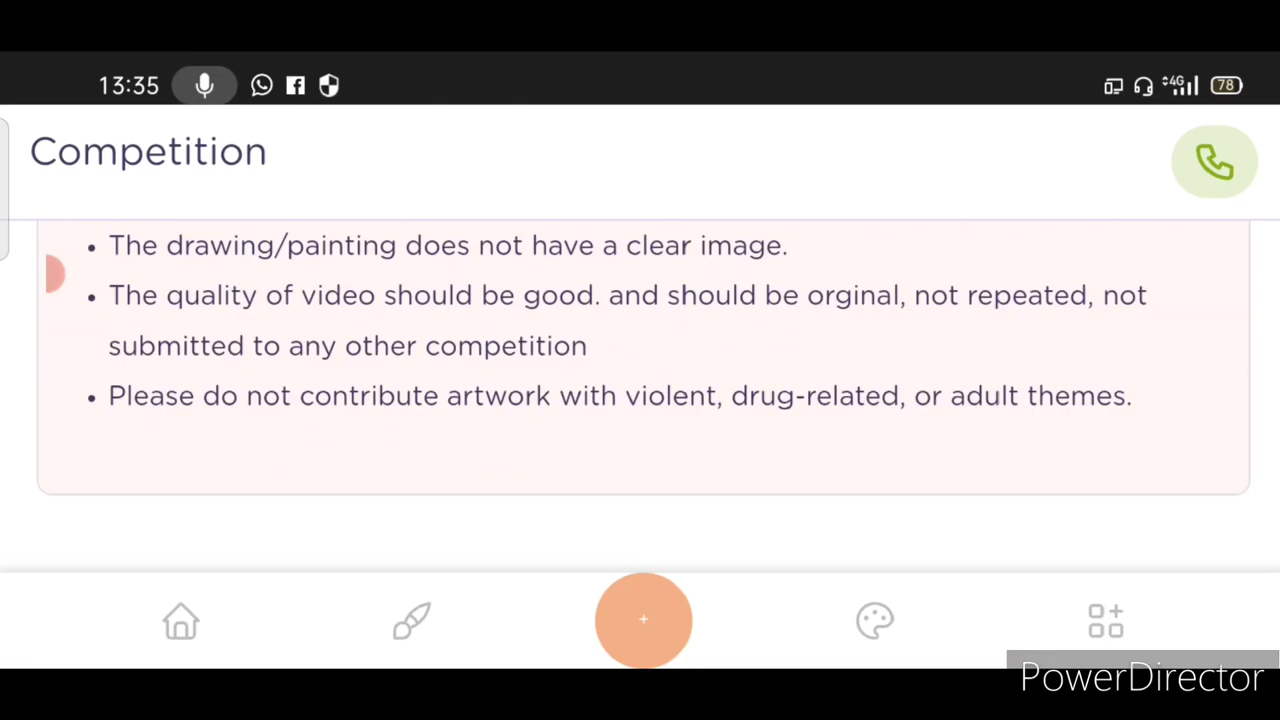 13:35
4G
78
Competition
• The drawing/painting does not have a clear image.
• The quality of video should be good. and should be orginal, not repeated, not
submitted to any other competition
• Please do not contribute artwork with violent, drug-related, or adult themes.
+
PowerDirector